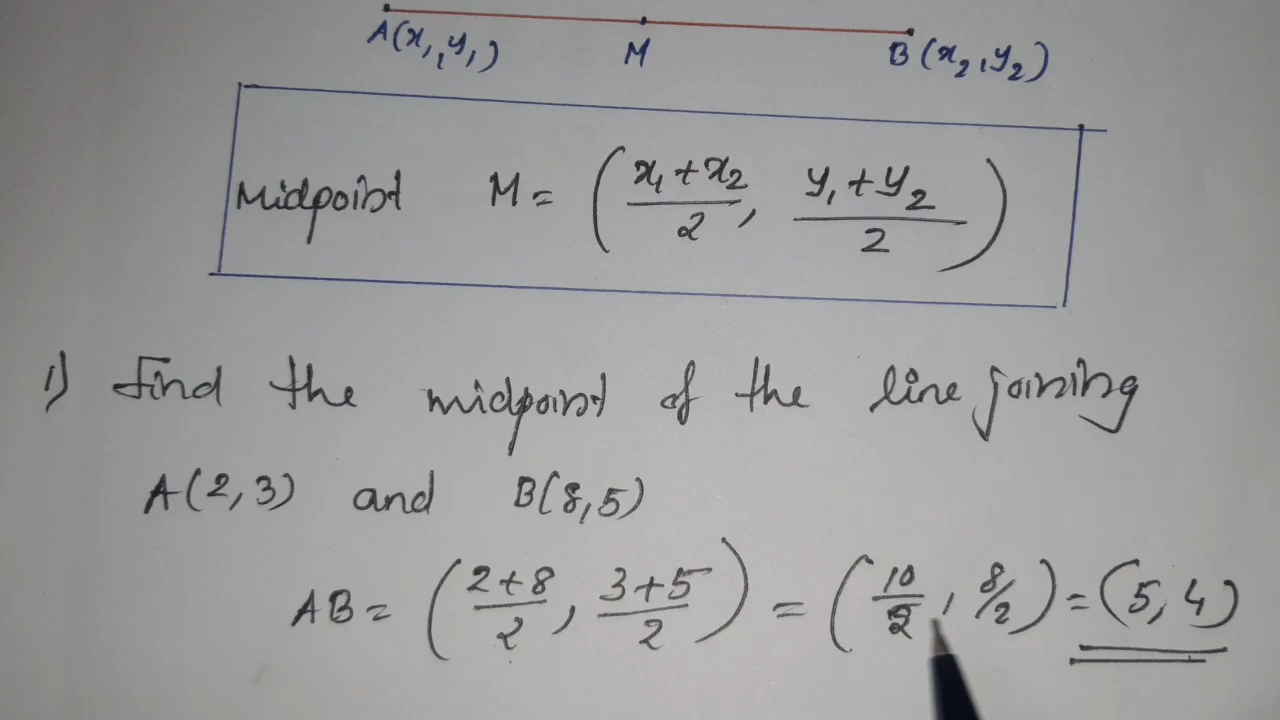 A(x₁,y₁) M B(x₂,y₂)
Midpoint M = (x₁+x₂/2, y₁+y₂/2)
1) Find the midpoint of the line joining
A(2,3) and B(8,5)
AB = (2+8/2, 3+5/2) = (10/2, 8/2) = (5,4)